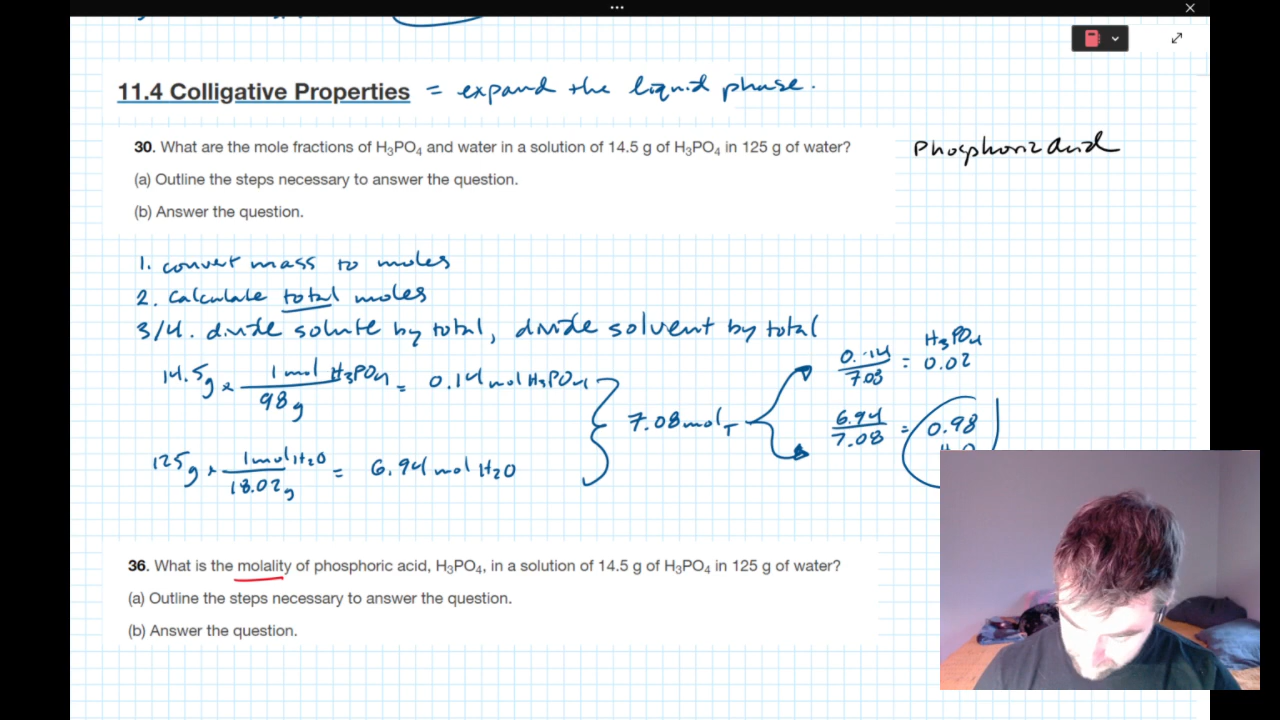 11.4 Colligative Properties = expand the liquid phase.
30. What are the mole fractions of H₃PO₄ and water in a solution of 14.5 g of H₃PO₄ in 125 g of water?
Phosphoric Acid
(a) Outline the steps necessary to answer the question.
(b) Answer the question.
1. convert mass to moles
2. calculate total moles
3/4. divide solute by total, divide solvent by total
14.5g × 1 mol H₃PO₄ / 98g = 0.14 mol H₃PO₄
125g × 1 mol H₂O / 18.02g = 6.94 mol H₂O
7.08 mol T
0.14 / 7.08 = 0.02 H₃PO₄
6.94 / 7.08 = 0.98
36. What is the molality of phosphoric acid, H₃PO₄, in a solution of 14.5 g of H₃PO₄ in 125 g of water?
(a) Outline the steps necessary to answer the question.
(b) Answer the question.